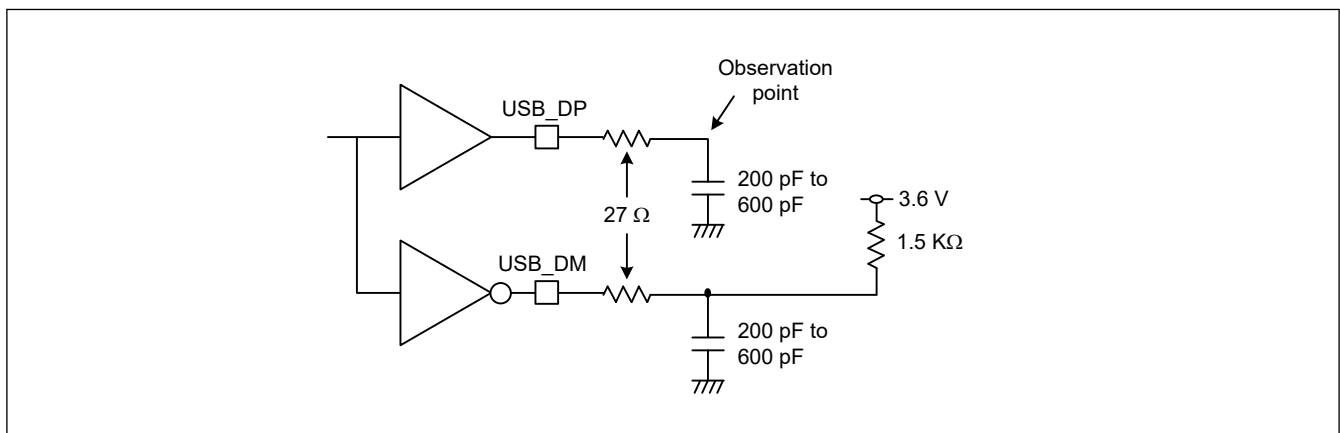 Observation
point
USB_DP
200 pF to
600 pF
3.6 V
27 Ω
1.5 KΩ
USB_DM
200 pF to
600 pF